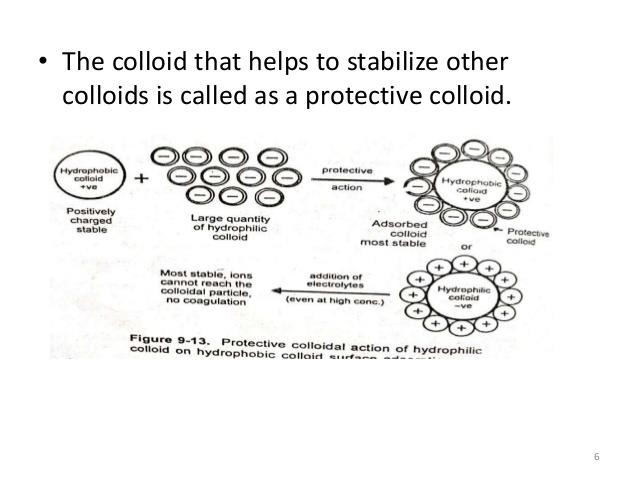 • The colloid that helps to stabilize other
colloids is called as a protective colloid.
Hydrophobic
colloid
+ve
+
Positively
charged
stable
− − − −
− − − −
− − −
Large quantity
of hydrophilic
colloid
protective
action
Hydrophobic
colloid
+ve
Adsorbed
colloid
most stable
Protective
colloid
or
Hydrophilic
colloid
−ve
addition of
electrolytes
(even at high conc.)
Most stable, ions
cannot reach the
colloidal particle,
no coagulation
Figure 9-13. Protective colloidal action of hydrophilic
colloid on hydrophobic colloid surface
6